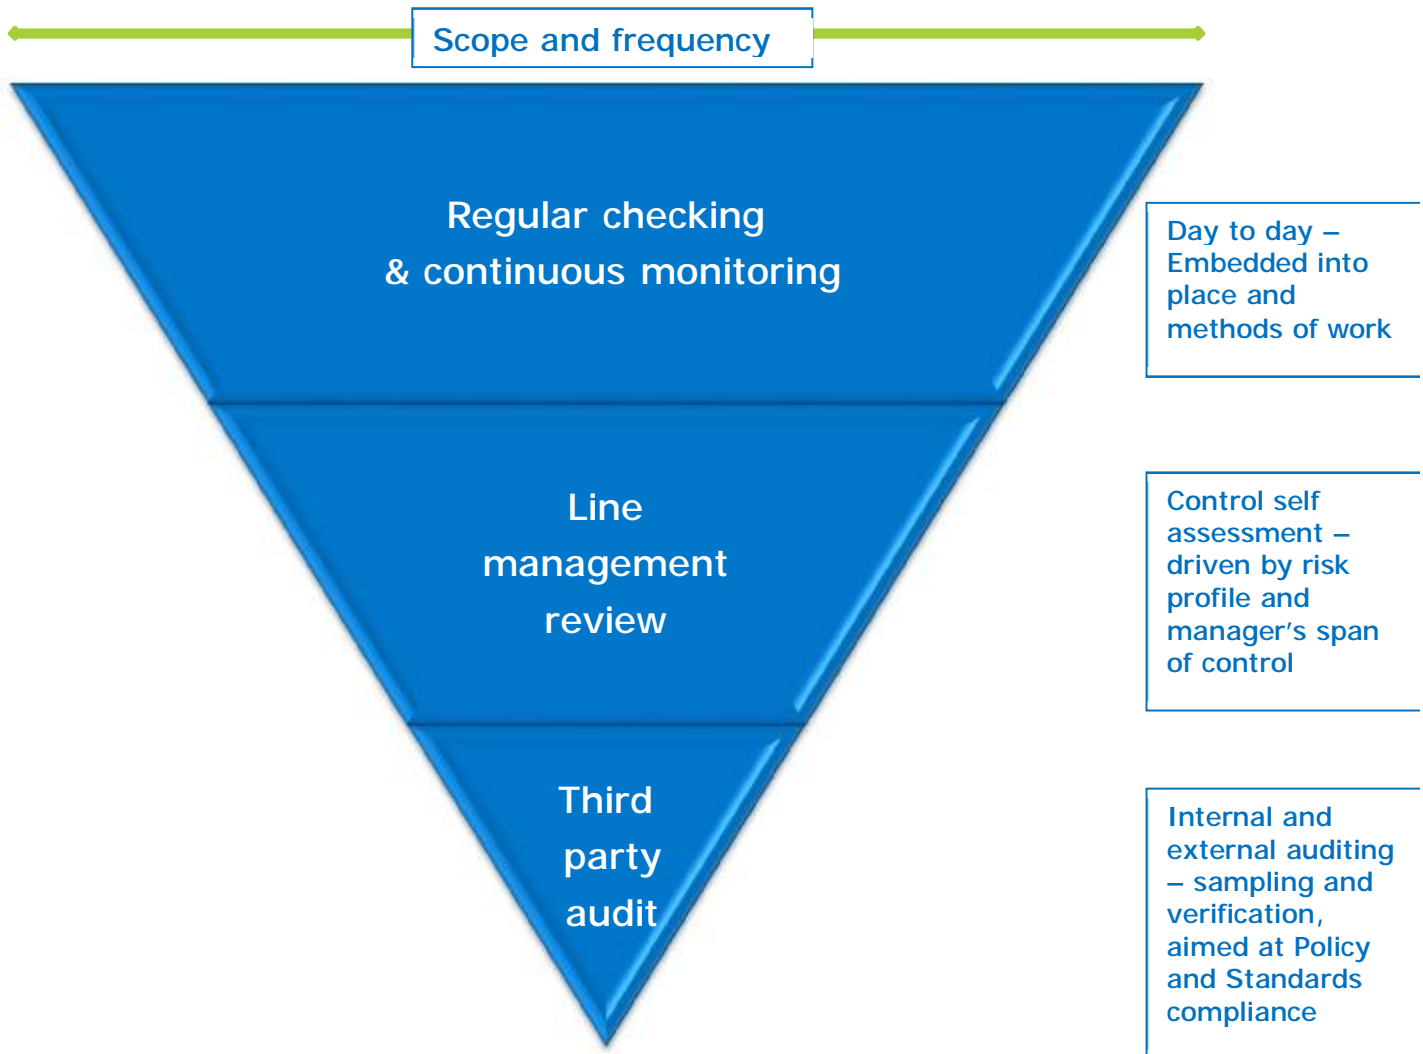 Scope and frequency
Regular checking
& continuous monitoring
Day to day –
Embedded into
place and
methods of work
Line
management
review
Control self
assessment –
driven by risk
profile and
manager's span
of control
Third
party
audit
Internal and
external auditing
– sampling and
verification,
aimed at Policy
and Standards
compliance